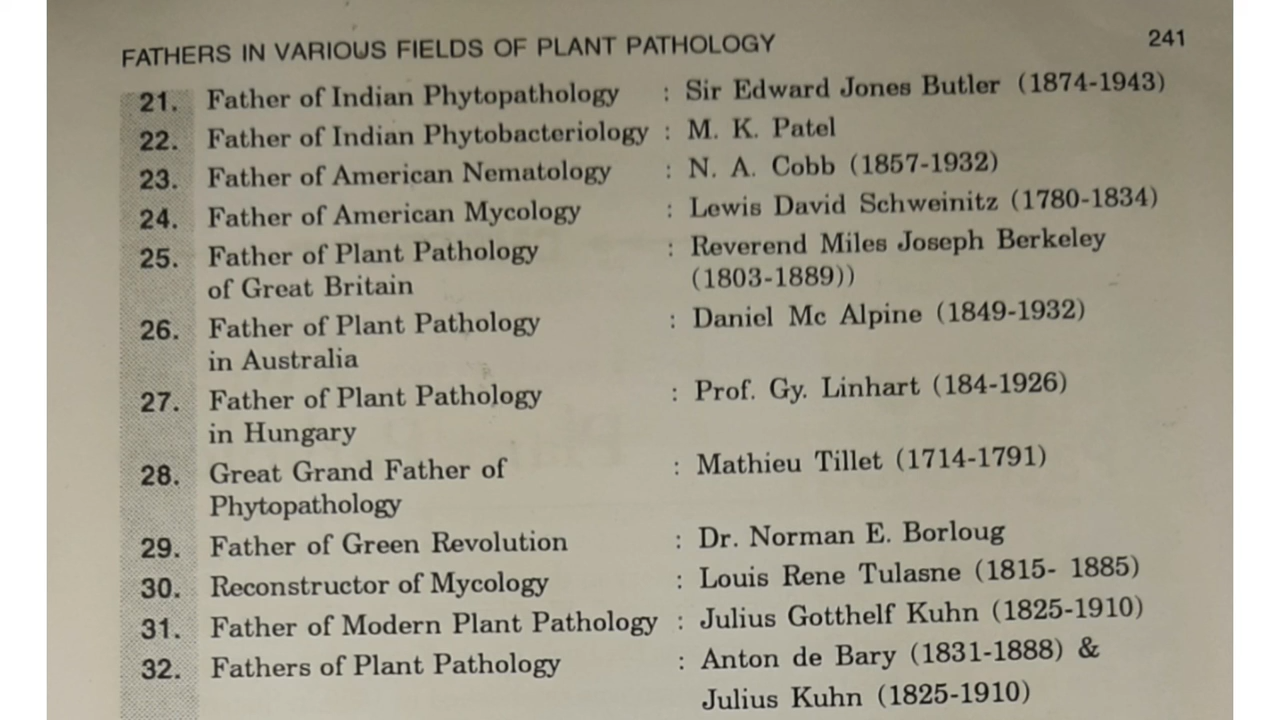 FATHERS IN VARIOUS FIELDS OF PLANT PATHOLOGY 241
21. Father of Indian Phytopathology : Sir Edward Jones Butler (1874-1943)
22. Father of Indian Phytobacteriology : M. K. Patel
23. Father of American Nematology : N. A. Cobb (1857-1932)
24. Father of American Mycology : Lewis David Schweinitz (1780-1834)
25. Father of Plant Pathology : Reverend Miles Joseph Berkeley
of Great Britain (1803-1889))
26. Father of Plant Pathology : Daniel Mc Alpine (1849-1932)
in Australia
27. Father of Plant Pathology : Prof. Gy. Linhart (184-1926)
in Hungary
28. Great Grand Father of : Mathieu Tillet (1714-1791)
Phytopathology
29. Father of Green Revolution : Dr. Norman E. Borloug
30. Reconstructor of Mycology : Louis Rene Tulasne (1815- 1885)
31. Father of Modern Plant Pathology : Julius Gotthelf Kuhn (1825-1910)
32. Fathers of Plant Pathology : Anton de Bary (1831-1888) &
Julius Kuhn (1825-1910)